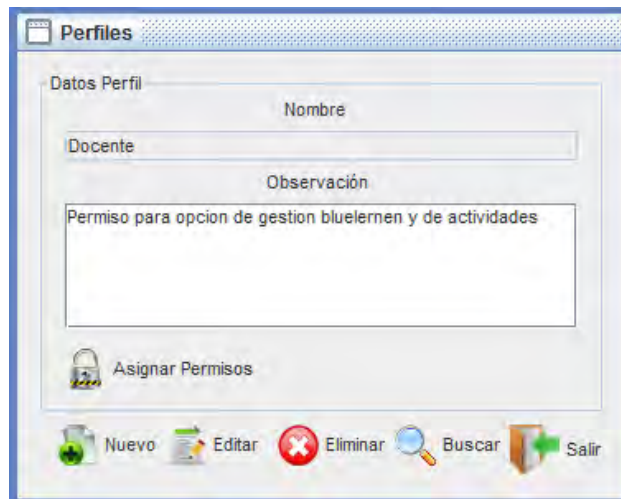 Perfiles
Datos Perfil
Nombre
Docente
Observación
Permiso para opcion de gestion bluelernen y de actividades
Asignar Permisos
Nuevo Editar Eliminar Buscar Salir